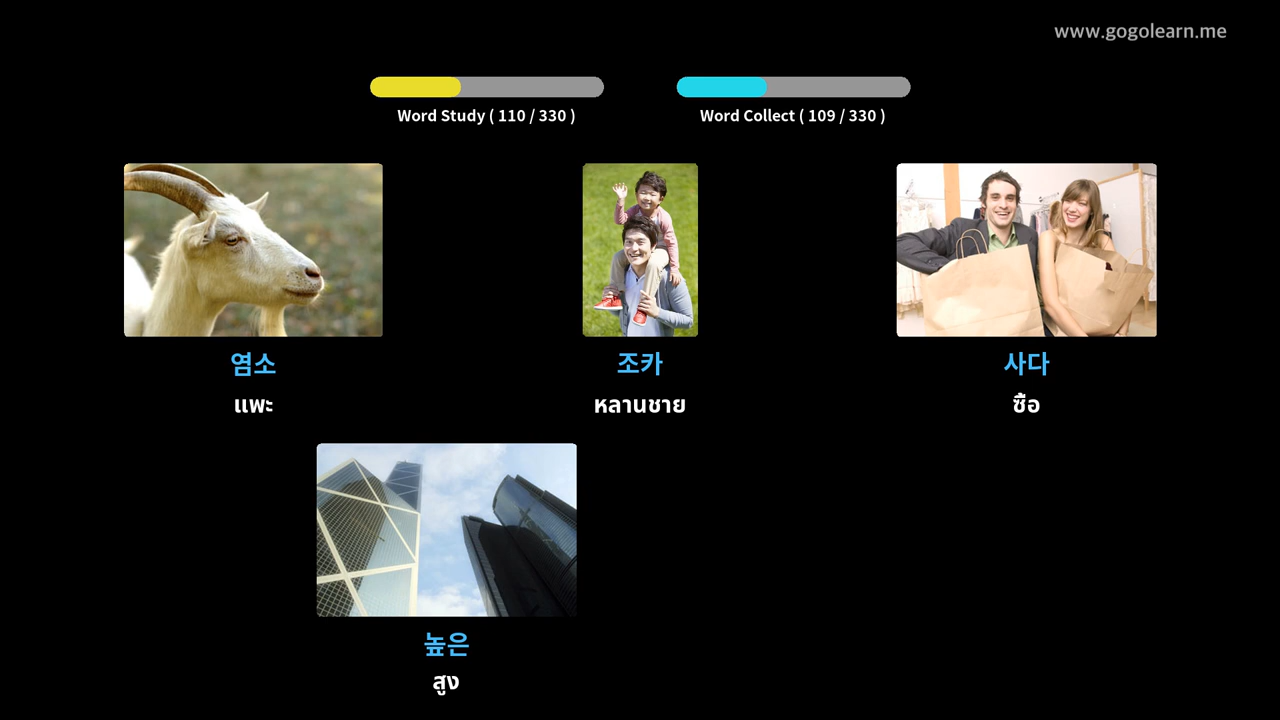 www.gogolearn.me
Word Study ( 110 / 330 )
Word Collect ( 109 / 330 )
염소
조카
사다
แพะ
หลานชาย
ซื้อ
높은
สูง